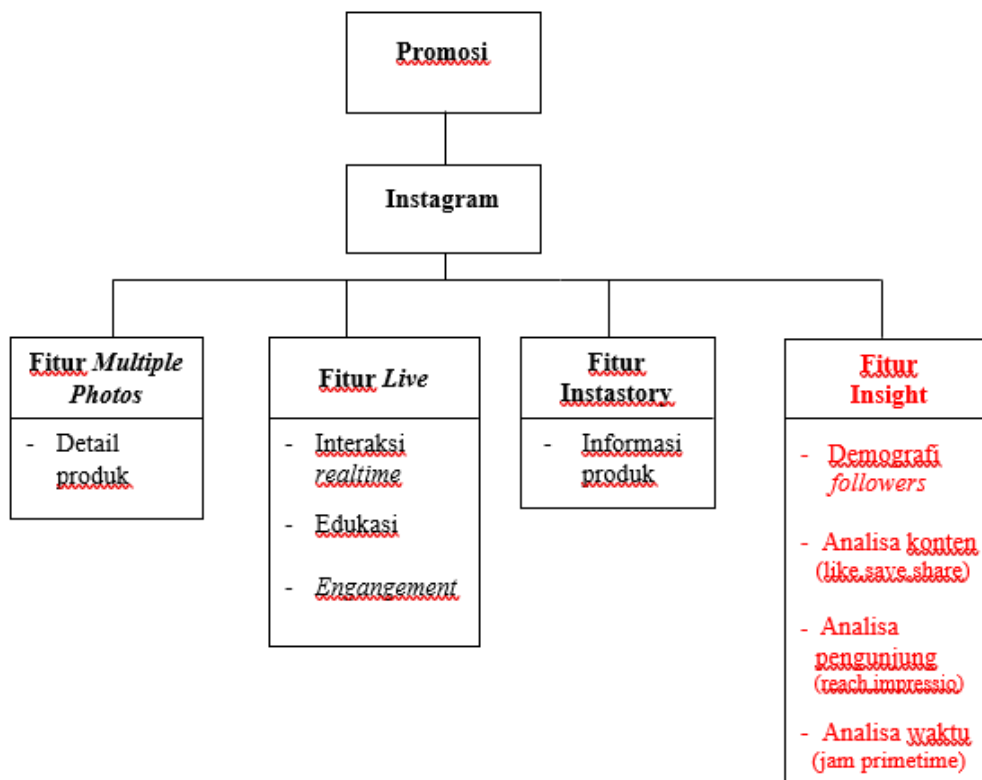 Promosi
Instagram
Fitur Multiple
Photos
- Detail
produk
Fitur Live
- Interaksi
realtime
- Edukasi
- Engangement
Fitur
Instastory
- Informasi
produk
Fitur
Insight
- Demografi
followers
- Analisa konten
(like,save,share)
- Analisa
pengunjung
(reach,impressio)
- Analisa waktu
(jam primetime)